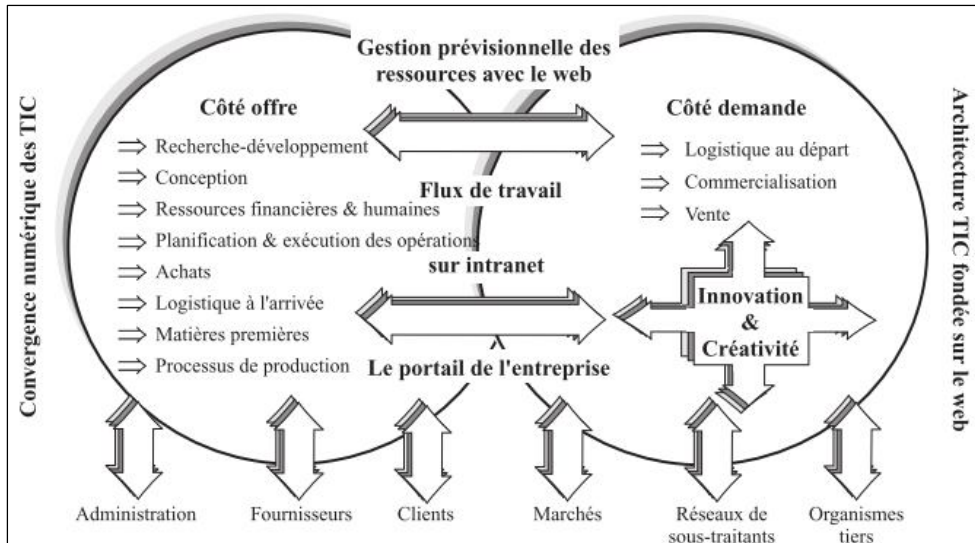 Gestion prévisionnelle des
ressources avec le web
Convergence numérique des TIC
Côté offre
Recherche-développement
Conception
Ressources financières & humaines
Planification & exécution des opérations
Achats
Logistique à l'arrivée
Matières premières
Processus de production
Flux de travail
sur intranet
Le portail de l'entreprise
Côté demande
Logistique au départ
Commercialisation
Vente
Innovation
&
Créativité
Architecture TIC fondée sur le web
Administration
Fournisseurs
Clients
Marchés
Réseaux de
sous-traitants
Organismes
tiers